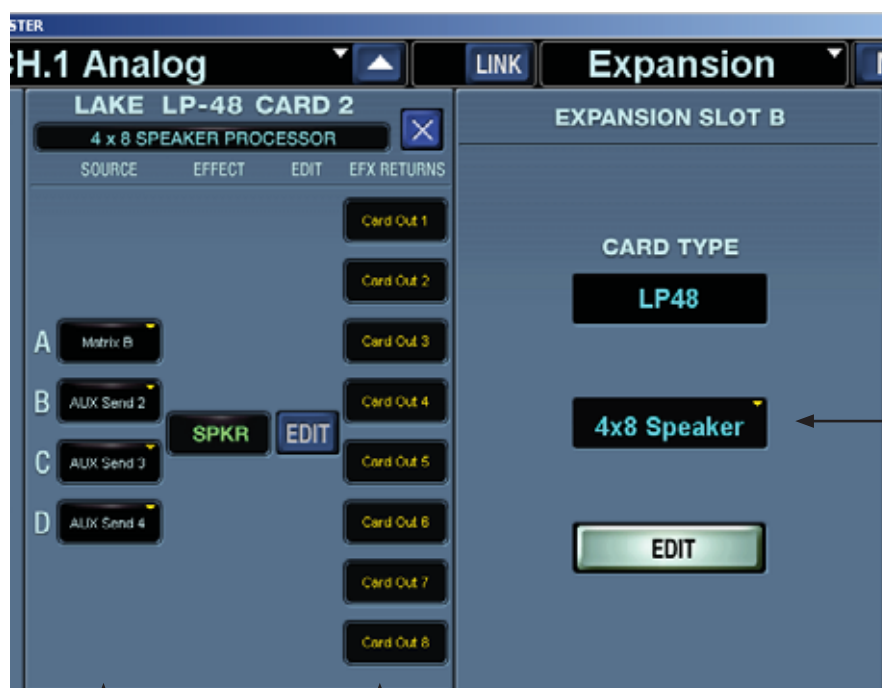 STER
H.1 Analog
LINK
Expansion
LAKE LP-48 CARD 2
4 x 8 SPEAKER PROCESSOR
SOURCE EFFECT EDIT EFX RETURNS
Card Out 1
Card Out 2
A Matrix B Card Out 3
B AUX Send 2 Card Out 4
SPKR EDIT
C AUX Send 3 Card Out 5
D AUX Send 4 Card Out 6
Card Out 7
Card Out 8
EXPANSION SLOT B
CARD TYPE
LP48
4x8 Speaker
EDIT